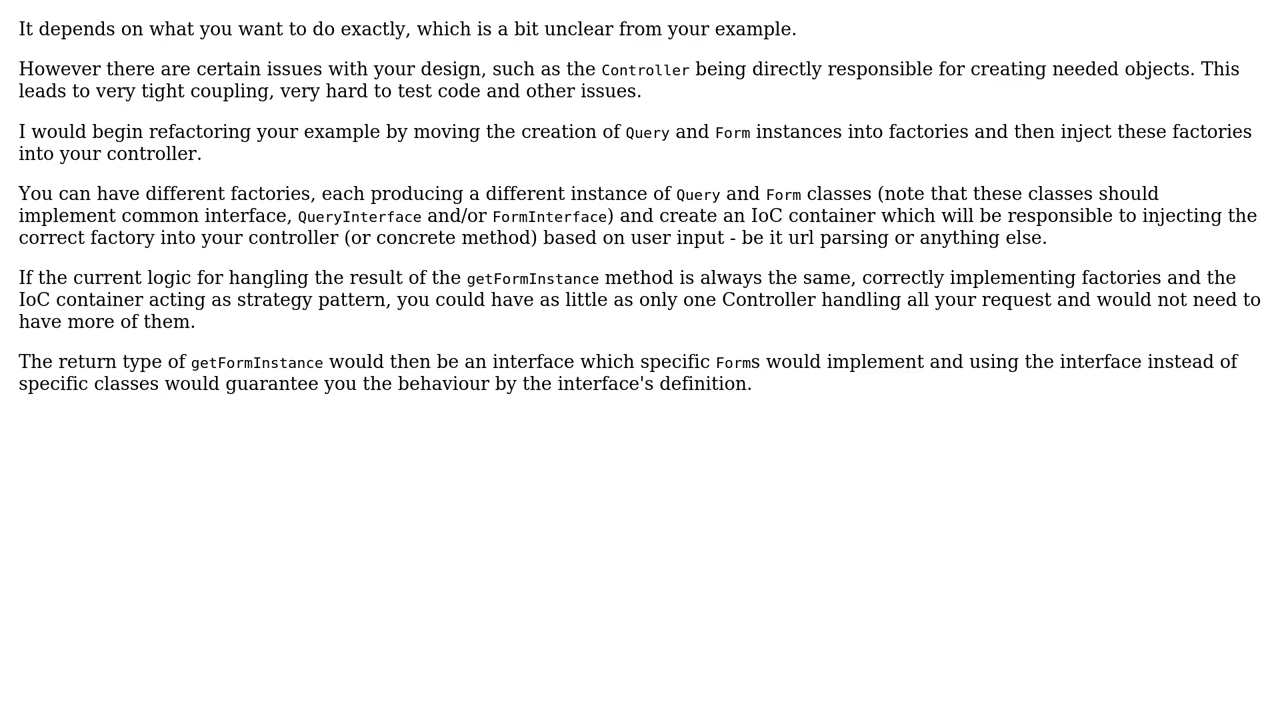 It depends on what you want to do exactly, which is a bit unclear from your example.
However there are certain issues with your design, such as the Controller being directly responsible for creating needed objects. This
leads to very tight coupling, very hard to test code and other issues.
I would begin refactoring your example by moving the creation of Query and Form instances into factories and then inject these factories
into your controller.
You can have different factories, each producing a different instance of Query and Form classes (note that these classes should
implement common interface, QueryInterface and/or FormInterface) and create an IoC container which will be responsible to injecting the
correct factory into your controller (or concrete method) based on user input - be it url parsing or anything else.
If the current logic for hangling the result of the getFormInstance method is always the same, correctly implementing factories and the
IoC container acting as strategy pattern, you could have as little as only one Controller handling all your request and would not need to
have more of them.
The return type of getFormInstance would then be an interface which specific Forms would implement and using the interface instead of
specific classes would guarantee you the behaviour by the interface's definition.